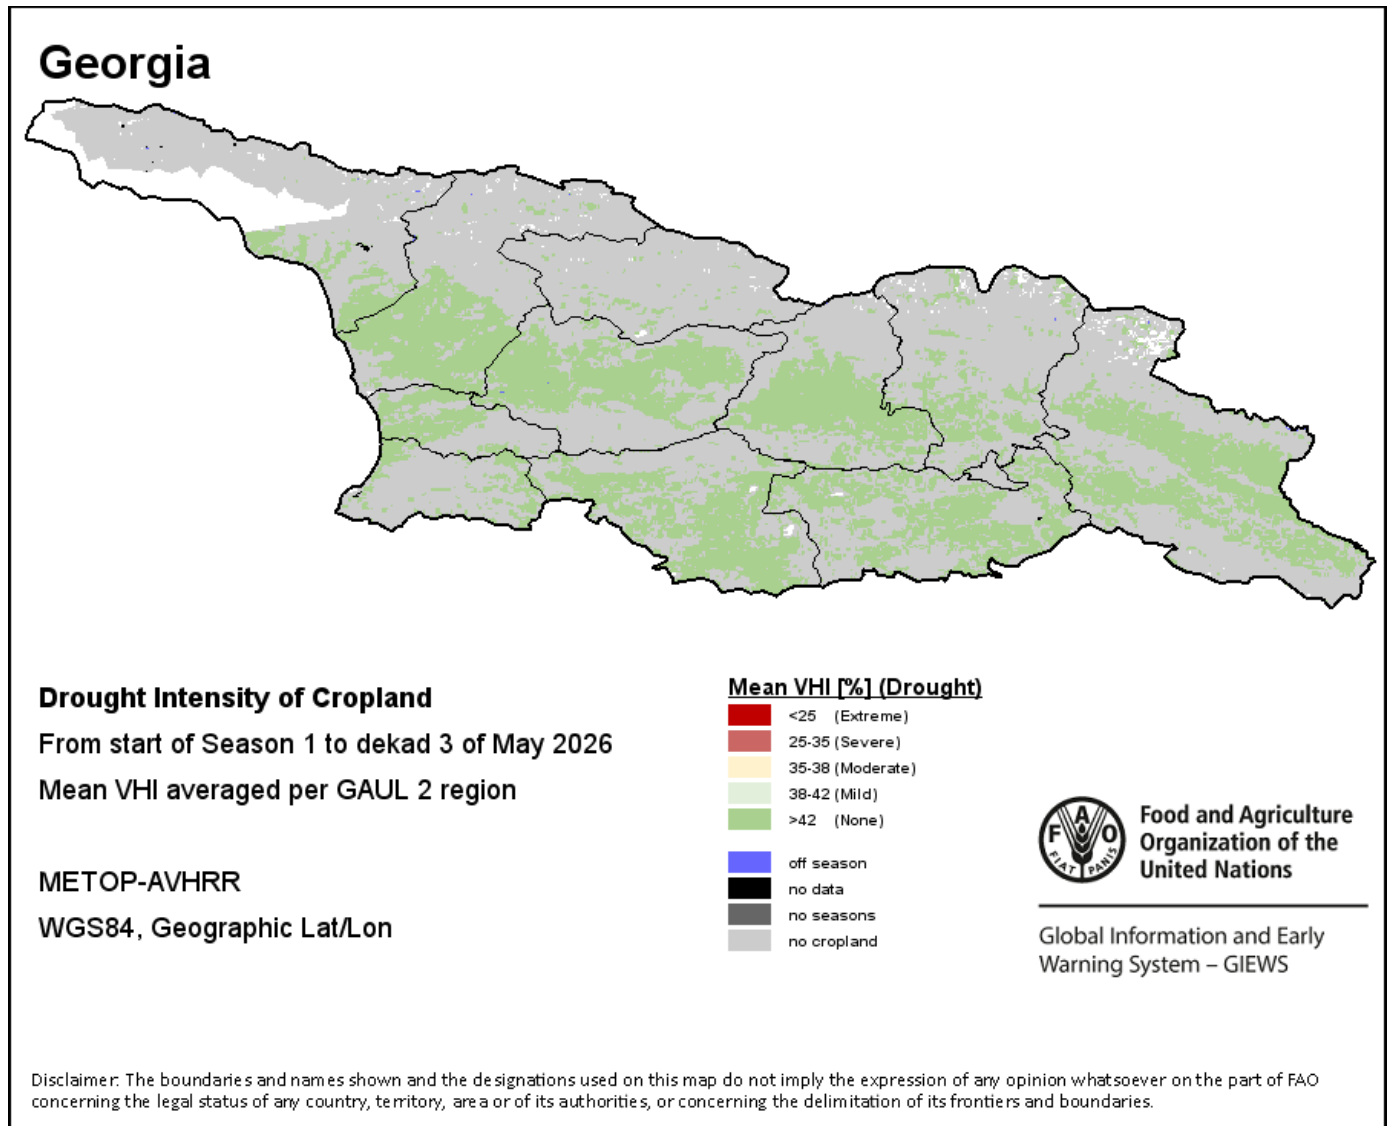 Georgia
Drought Intensity of Cropland
From start of Season 1 to dekad 3 of May 2026
Mean VHI averaged per GAUL 2 region
METOP-AVHRR
WGS84, Geographic Lat/Lon
Mean VHI [%] (Drought)
<25 (Extreme)
25-35 (Severe)
35-38 (Moderate)
38-42 (Mild)
>42 (None)
off season
no data
no seasons
no cropland
F A O
FIAT PANIS
Food and Agriculture
Organization of the
United Nations
Global Information and Early
Warning System – GIEWS
Disclaimer: The boundaries and names shown and the designations used on this map do not imply the expression of any opinion whatsoever on the part of FAO
concerning the legal status of any country, territory, area or of its authorities, or concerning the delimitation of its frontiers and boundaries.